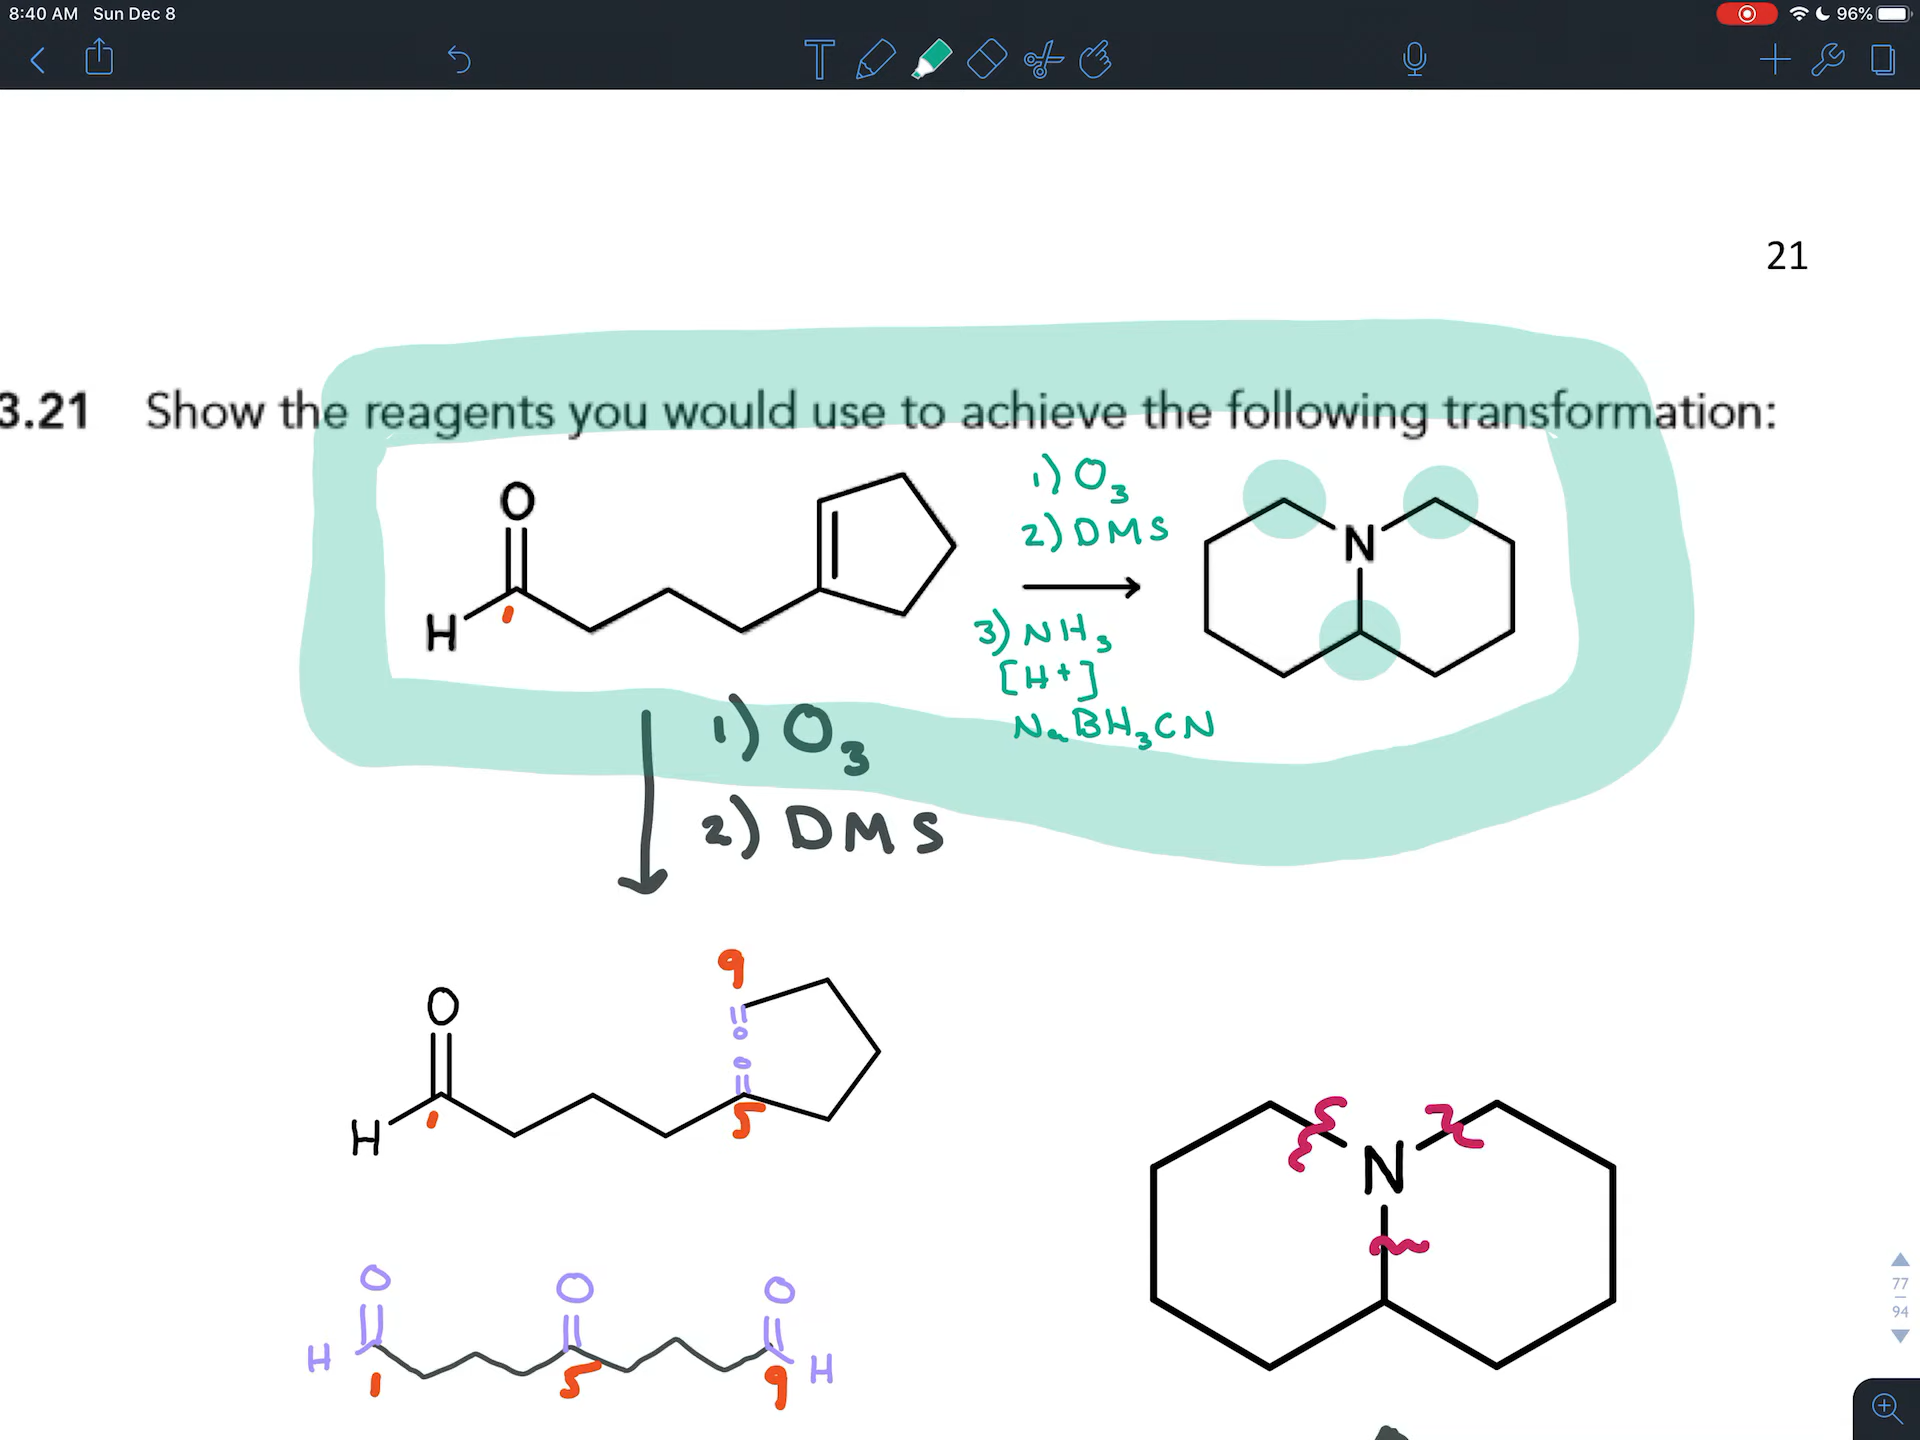 8:40 AM Sun Dec 8
96%
T
21
3.21 Show the reagents you would use to achieve the following transformation:
1) O3
2) DMS
O
H
1
N
3) NH3
[H+]
NaBH3CN
1) O3
2) DMS
9
O
O
O
H
1
5
N
O
O
O
H
H
1
5
9
77
94